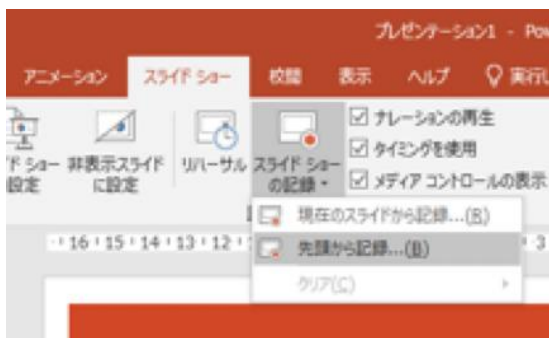 プレゼンテーション1 - Pow
アニメーション スライド ショー 校閲 表示 ヘルプ 実行し
ド ショー 非表示スライド リハーサル スライド ショー
設定 に設定 の記録
ナレーションの再生
タイミングを使用
メディア コントロールの表示
現在のスライドから記録...(R)
先頭から記録...(B)
クリア(C)
16 15 14 13 12 3